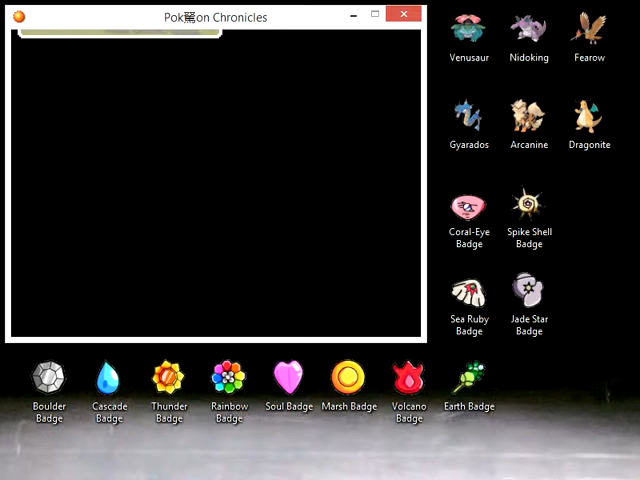 Pok駑on Chronicles
Venusaur Nidoking Fearow
Gyarados Arcanine Dragonite
Coral-Eye Spike Shell
Badge Badge
Sea Ruby Jade Star
Badge Badge
Boulder Cascade Thunder Rainbow Soul Badge Marsh Badge Volcano Earth Badge
Badge Badge Badge Badge Badge